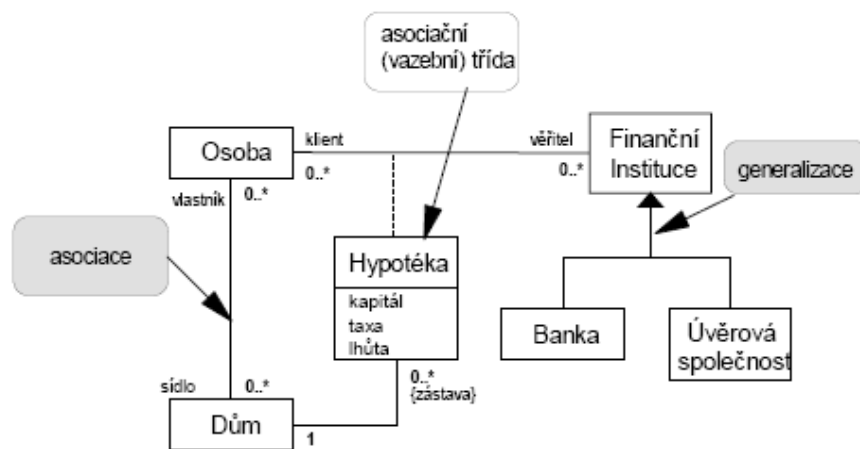 asociační
(vazební) třída
Osoba
klient
0..*
věřitel
0..*
Finanční
Instituce
generalizace
vlastník
0..*
asociace
Hypotéka
kapitál
taxa
lhůta
Banka
Úvěrová
společnost
0..*
{zástava}
sídlo
0..*
Dům
1